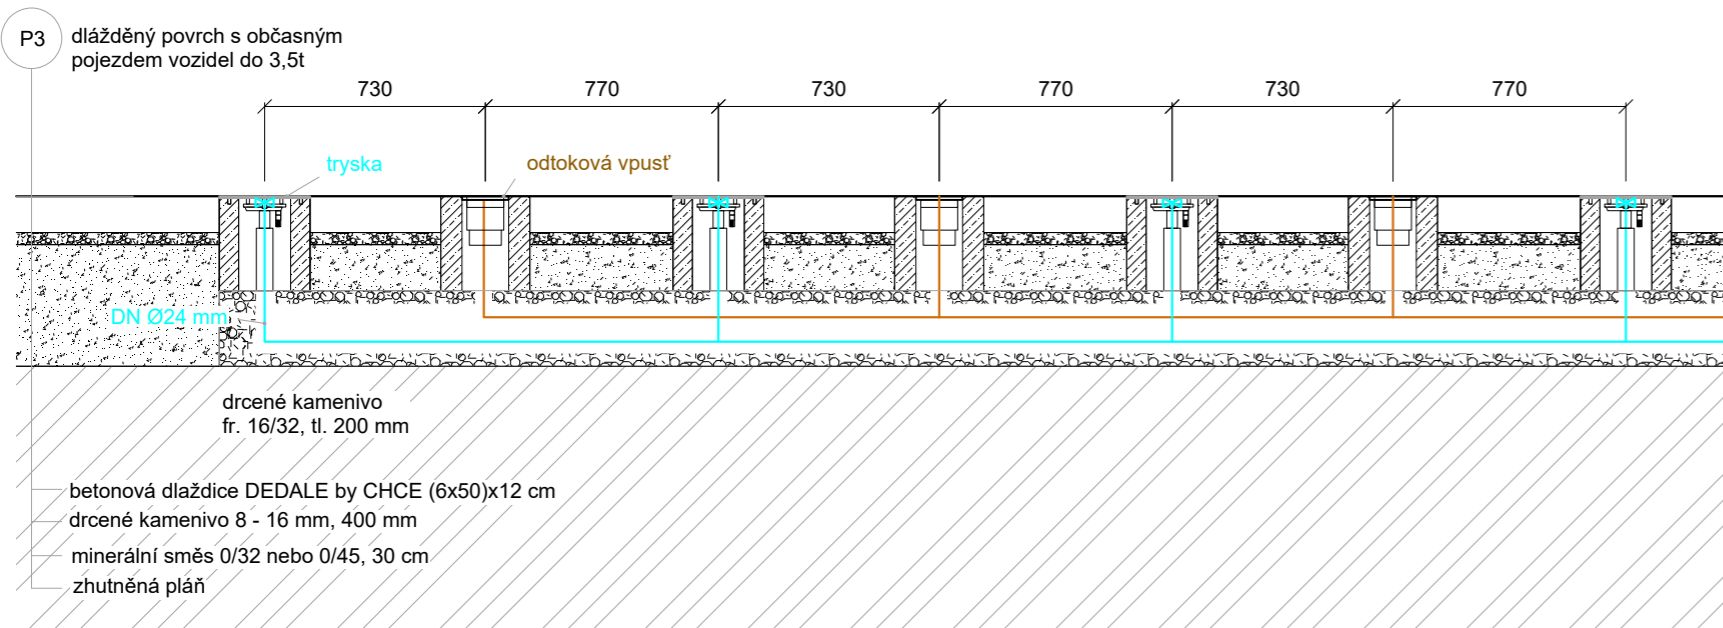 P3
dlážděný povrch s občasným
pojezdem vozidel do 3,5t
730 770 730 770 730 770
tryska
odtoková vpusť
DN Ø24 mm
drcené kamenivo
fr. 16/32, tl. 200 mm
betonová dlaždice DEDALE by CHCE (6x50)x12 cm
drcené kamenivo 8 - 16 mm, 400 mm
minerální směs 0/32 nebo 0/45, 30 cm
zhutněná pláň